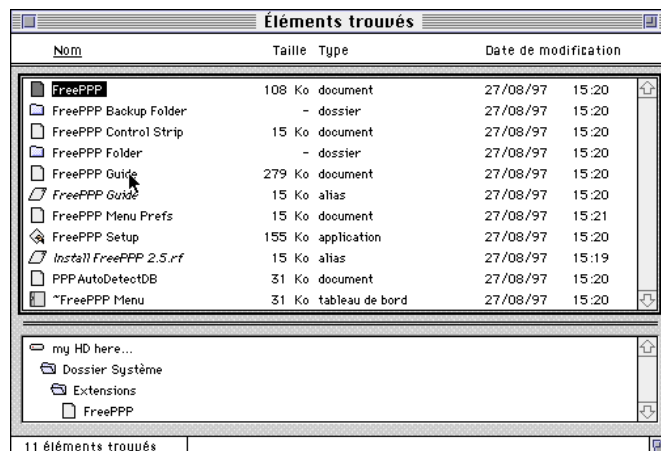 Éléments trouvés
Nom Taille Type Date de modification
FreePPP 108 Ko document 27/08/97 15:20
FreePPP Backup Folder - dossier 27/08/97 15:20
FreePPP Control Strip 15 Ko document 27/08/97 15:20
FreePPP Folder - dossier 27/08/97 15:20
FreePPP Guide 279 Ko document 27/08/97 15:20
FreePPP Guide 15 Ko alias 27/08/97 15:20
FreePPP Menu Prefs 15 Ko document 27/08/97 15:21
FreePPP Setup 155 Ko application 27/08/97 15:20
Install FreePPP 2.5.rf 15 Ko alias 27/08/97 15:19
PPP AutoDetectDB 31 Ko document 27/08/97 15:20
~FreePPP Menu 31 Ko tableau de bord 27/08/97 15:20
my HD here...
Dossier Système
Extensions
FreePPP
11 éléments trouvés